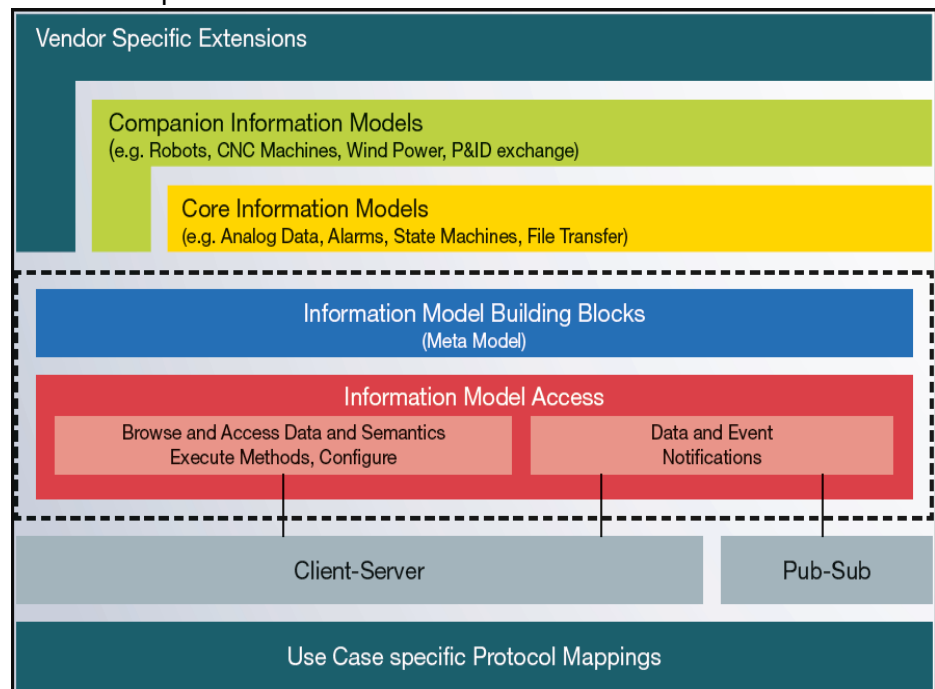 Vendor Specific Extensions
Companion Information Models
(e.g. Robots, CNC Machines, Wind Power, P&ID exchange)
Core Information Models
(e.g. Analog Data, Alarms, State Machines, File Transfer)
Information Model Building Blocks
(Meta Model)
Information Model Access
Browse and Access Data and Semantics
Execute Methods, Configure
Data and Event
Notifications
Client-Server
Pub-Sub
Use Case specific Protocol Mappings